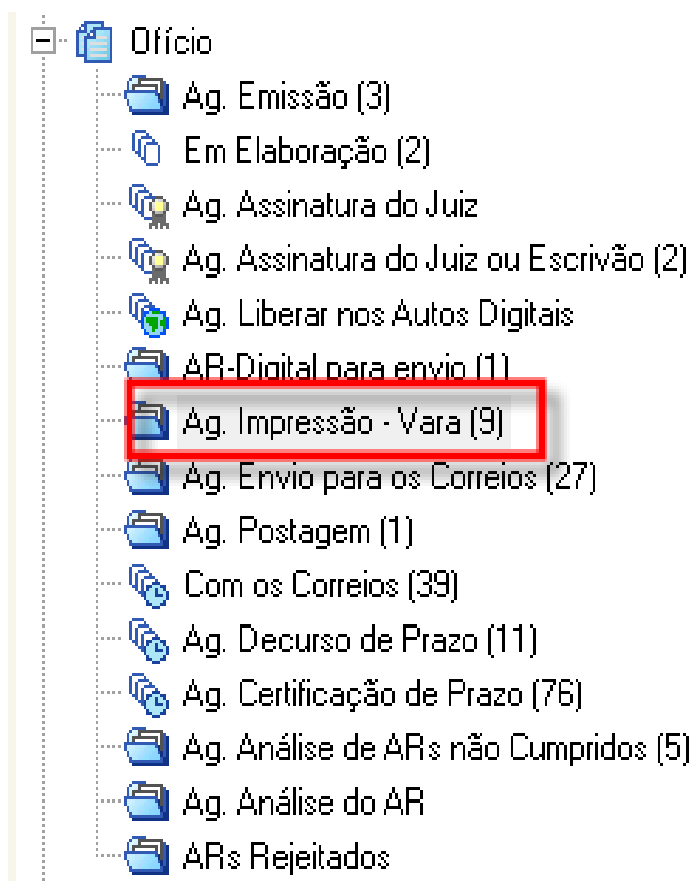 Ofício
Ag. Emissão (3)
Em Elaboração (2)
Ag. Assinatura do Juiz
Ag. Assinatura do Juiz ou Escrivão (2)
Ag. Liberar nos Autos Digitais
AR-Digital para envio (1)
Ag. Impressão - Vara (9)
Ag. Envio para os Correios (27)
Ag. Postagem (1)
Com os Correios (39)
Ag. Decurso de Prazo (11)
Ag. Certificação de Prazo (76)
Ag. Análise de ARs não Cumpridos (5)
Ag. Análise do AR
ARs Rejeitados